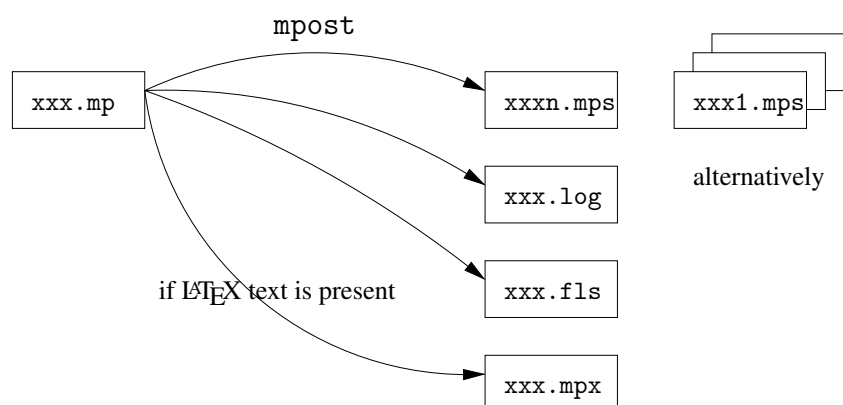 mpost
xxx.mp
xxxn.mps
xxx1.mps
alternatively
xxx.log
if LATEX text is present
xxx.fls
xxx.mpx